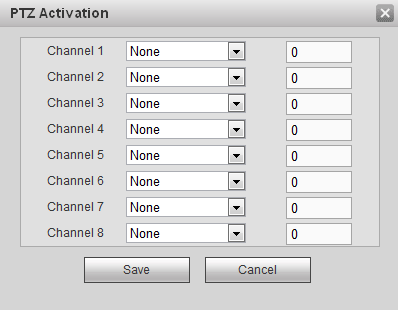 PTZ Activation
Channel 1 None 0
Channel 2 None 0
Channel 3 None 0
Channel 4 None 0
Channel 5 None 0
Channel 6 None 0
Channel 7 None 0
Channel 8 None 0
Save Cancel